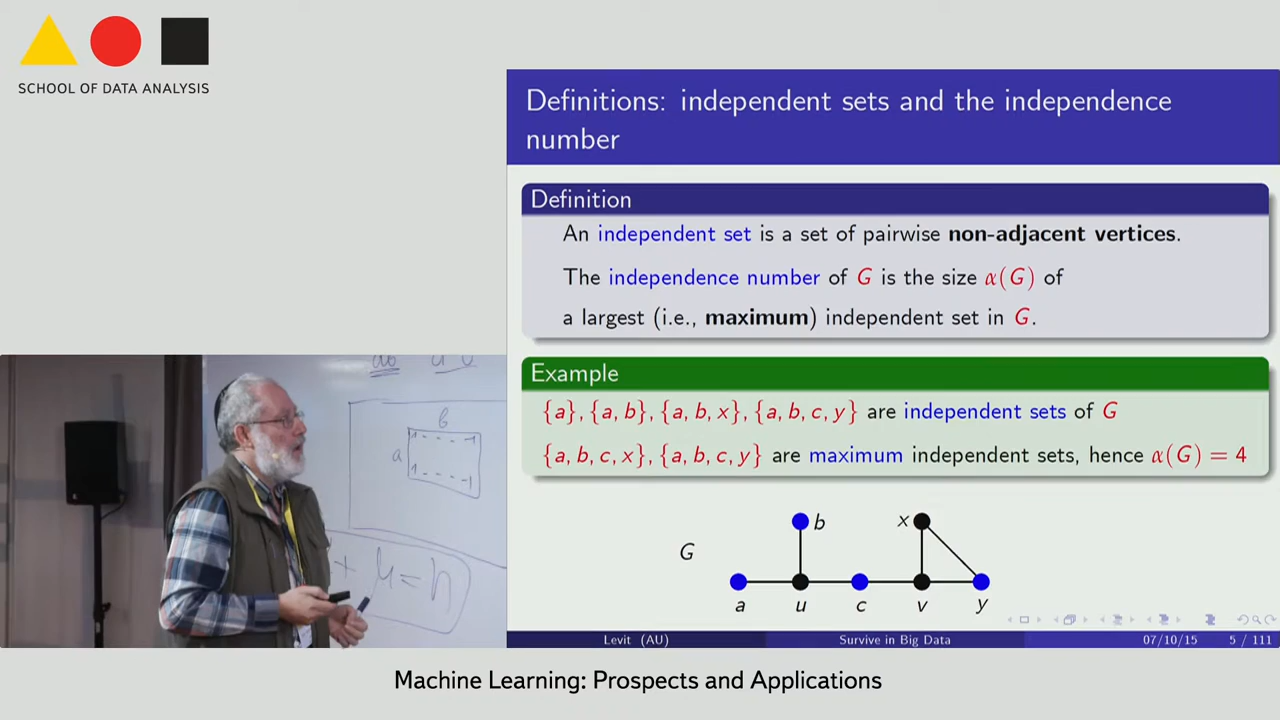 SCHOOL OF DATA ANALYSIS
Definitions: independent sets and the independence
number
Definition
An independent set is a set of pairwise non-adjacent vertices.
The independence number of G is the size α(G) of
a largest (i.e., maximum) independent set in G.
Example
{a}, {a, b}, {a, b, x}, {a, b, c, y} are independent sets of G
{a, b, c, x}, {a, b, c, y} are maximum independent sets, hence α(G) = 4
b
x
G
a
u
c
v
y
Levit (AU)
Survive in Big Data
07/10/15
5 / 111
b
a
+ μ = n
Machine Learning: Prospects and Applications